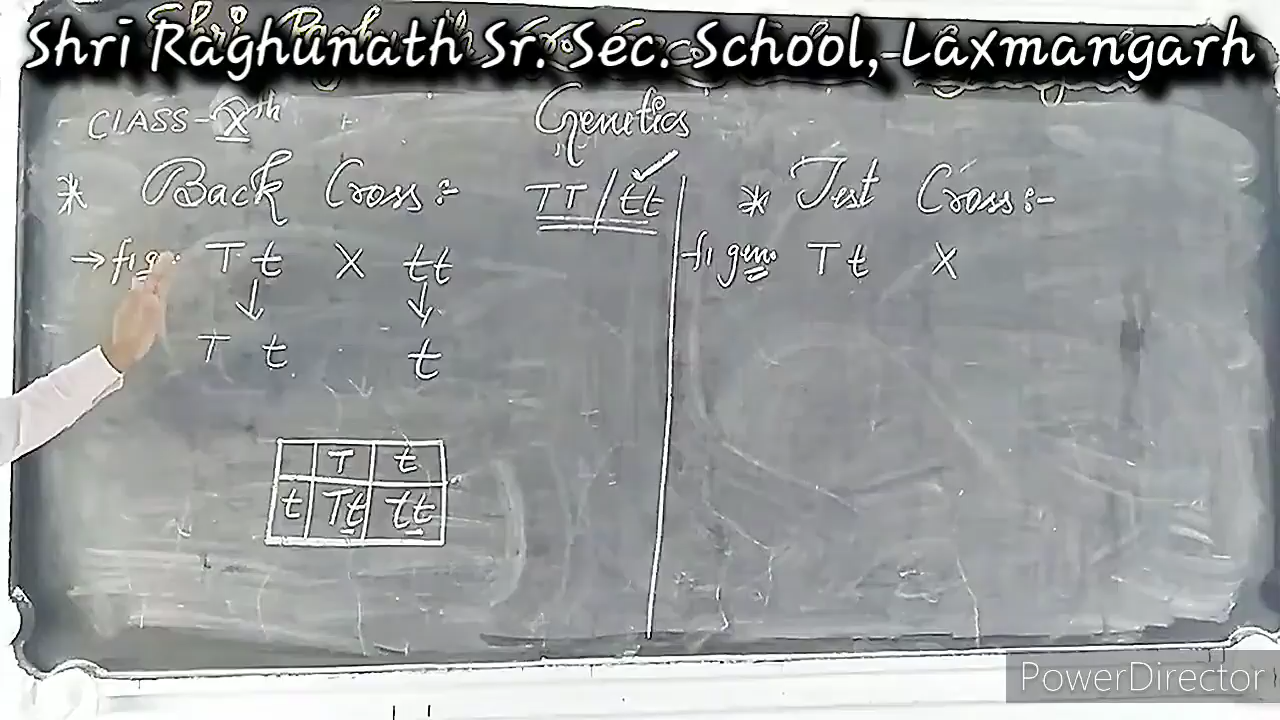 Shri Raghunath Sr. Sec. School, Laxmangarh
CLASS-Xth
Genetics
* Back Cross:-
TT/tt ✓
→ f1 g. Tt X tt
↓ ↓
T t t
T t
t Tt tt
* Test Cross:-
f1 gen. Tt X
PowerDirector